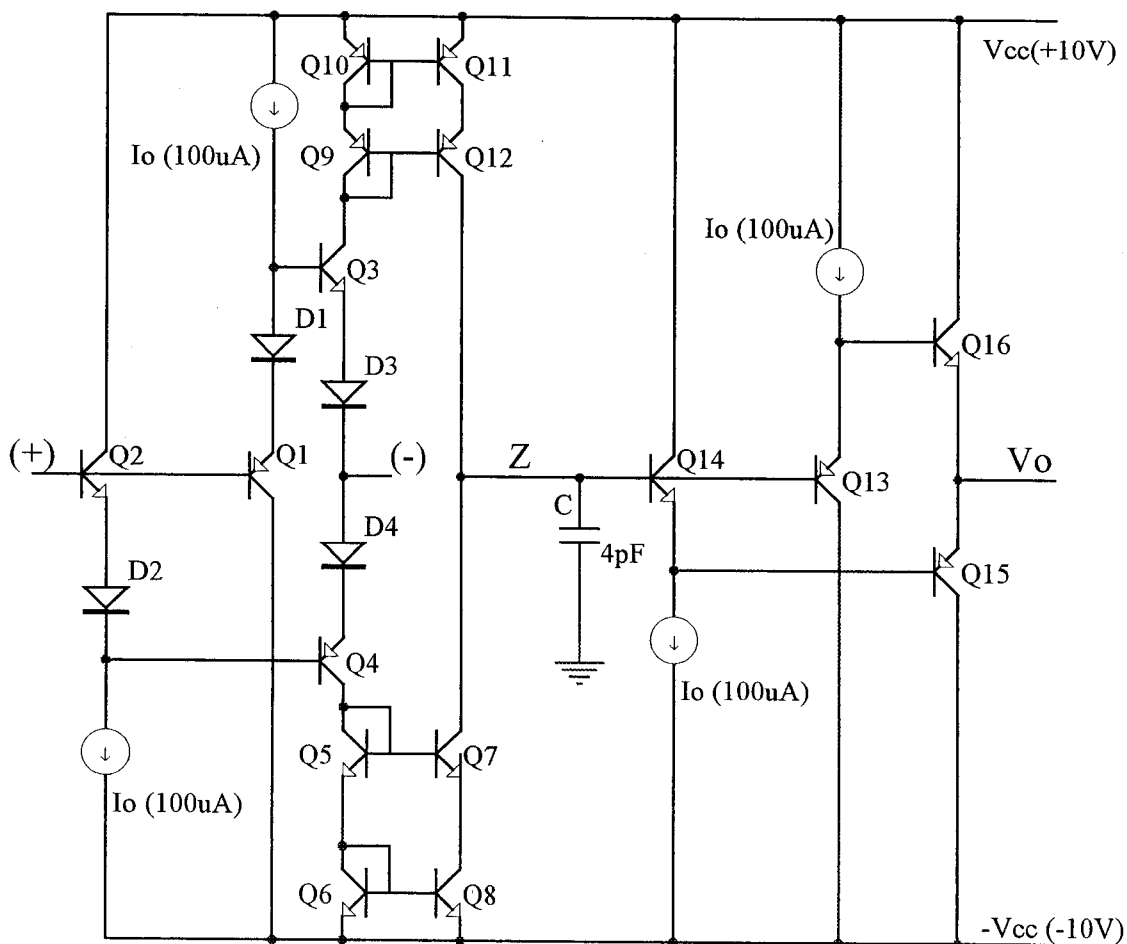 Vcc(+10V)
Q10
Q11
Io (100uA)
Q9
Q12
Io (100uA)
Q3
D1
Q16
D3
(+)
Q2
Q1
(-)
Z
Q14
Q13
Vo
C
D4
4pF
D2
Q15
Q4
Io (100uA)
Q5
Q7
Io (100uA)
Q6
Q8
-Vcc (-10V)